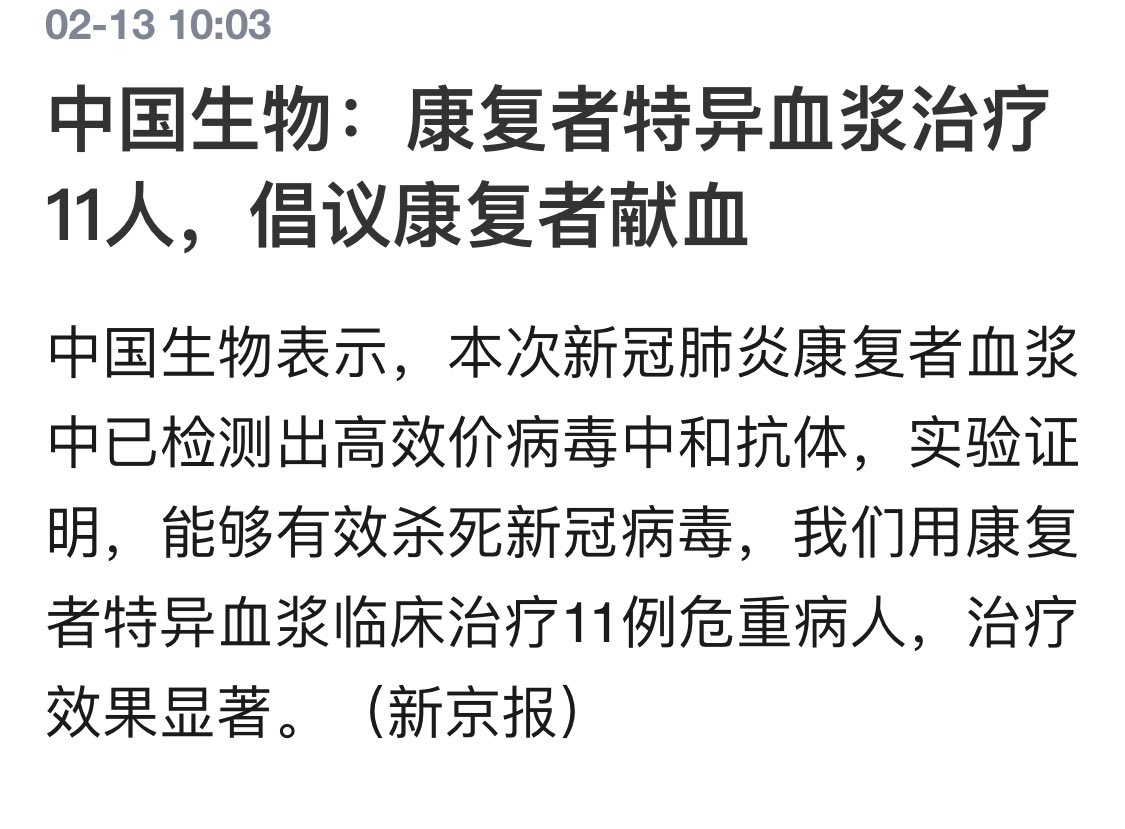 02-13 10:03
中国生物：康复者特异血浆治疗
11人，倡议康复者献血
中国生物表示，本次新冠肺炎康复者血浆
中已检测出高效价病毒中和抗体，实验证
明，能够有效杀死新冠病毒，我们用康复
者特异血浆临床治疗11例危重病人，治疗
效果显著。（新京报）